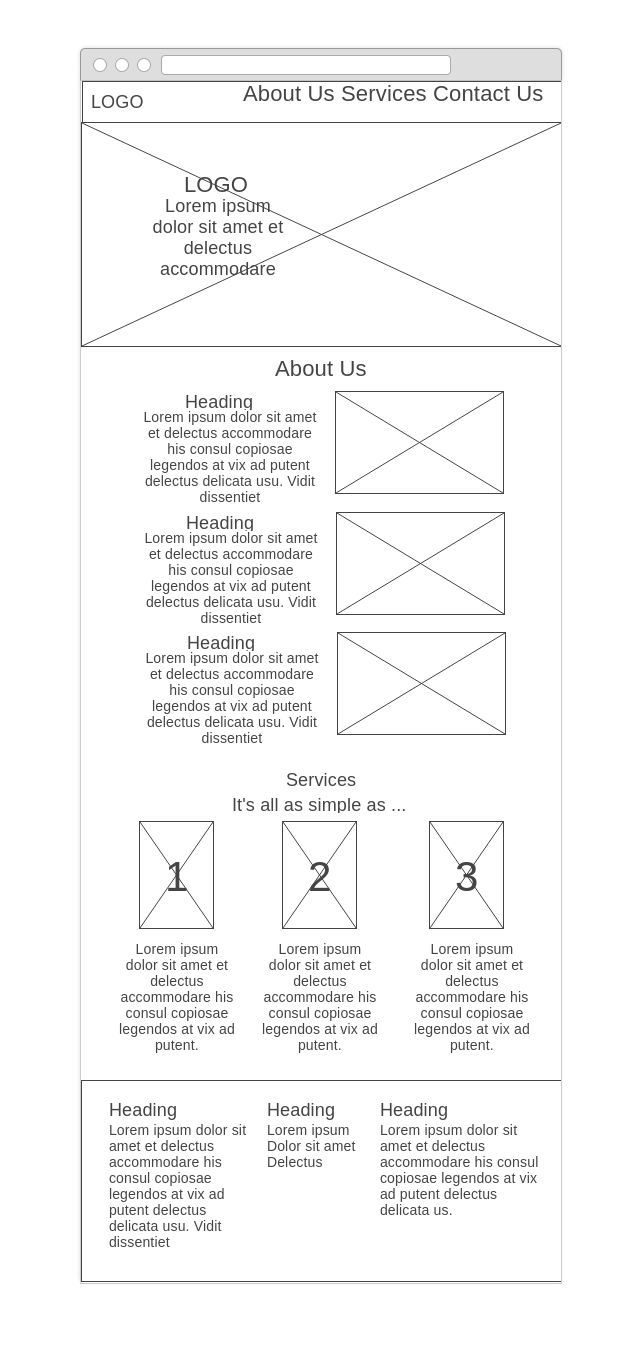 LOGO
About Us Services Contact Us
LOGO
Lorem ipsum
dolor sit amet et
delectus
accommodare
About Us
Heading
Lorem ipsum dolor sit amet
et delectus accommodare
his consul copiosae
legendos at vix ad putent
delectus delicata usu. Vidit
dissentiet
Heading
Lorem ipsum dolor sit amet
et delectus accommodare
his consul copiosae
legendos at vix ad putent
delectus delicata usu. Vidit
dissentiet
Heading
Lorem ipsum dolor sit amet
et delectus accommodare
his consul copiosae
legendos at vix ad putent
delectus delicata usu. Vidit
dissentiet
Services
It's all as simple as ...
1
2
3
Lorem ipsum
dolor sit amet et
delectus
accommodare his
consul copiosae
legendos at vix ad
putent.
Lorem ipsum
dolor sit amet et
delectus
accommodare his
consul copiosae
legendos at vix ad
putent.
Lorem ipsum
dolor sit amet et
delectus
accommodare his
consul copiosae
legendos at vix ad
putent.
Heading
Lorem ipsum dolor sit
amet et delectus
accommodare his
consul copiosae
legendos at vix ad
putent delectus
delicata usu. Vidit
dissentiet
Heading
Lorem ipsum
Dolor sit amet
Delectus
Heading
Lorem ipsum dolor sit
amet et delectus
accommodare his consul
copiosae legendos at vix
ad putent delectus
delicata us.